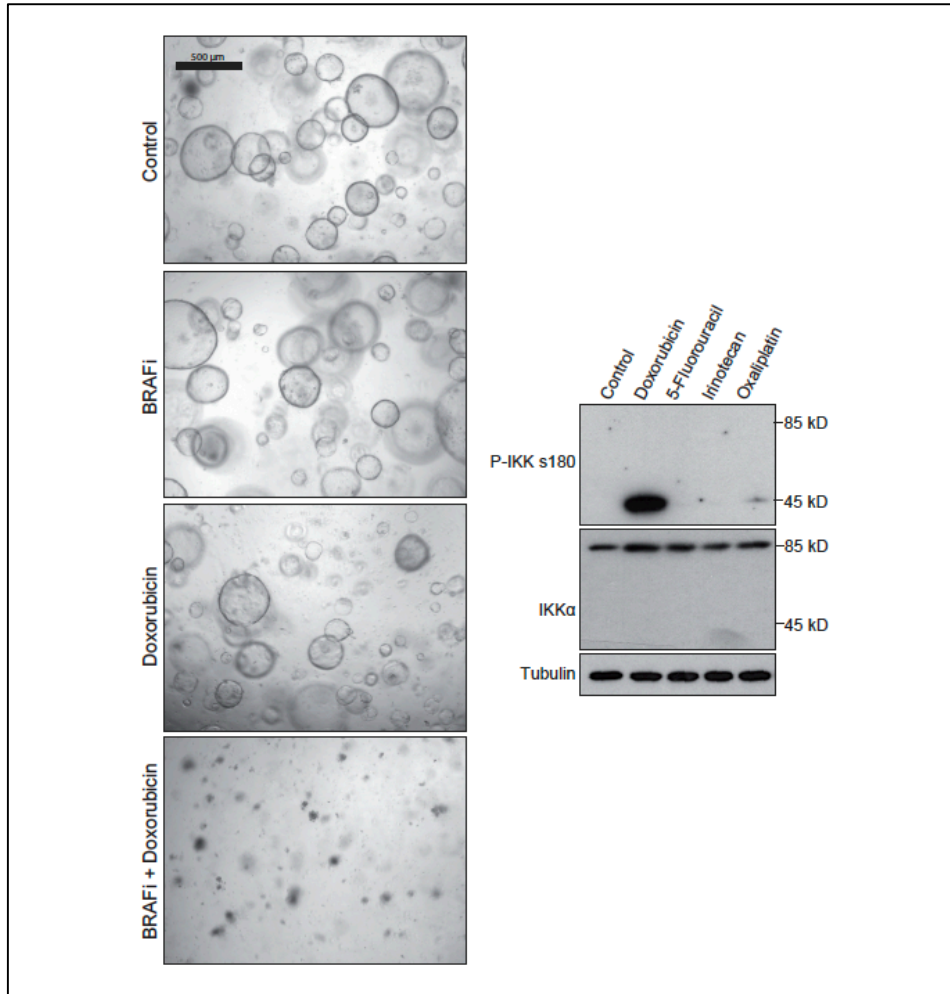 500 µm
Control
BRAFi
Doxorubicin
BRAFi + Doxorubicin
Control
Doxorubicin
5-Fluorouracil
Irinotecan
Oxaliplatin
P-IKK s180
85 kD
45 kD
IKKα
85 kD
45 kD
Tubulin